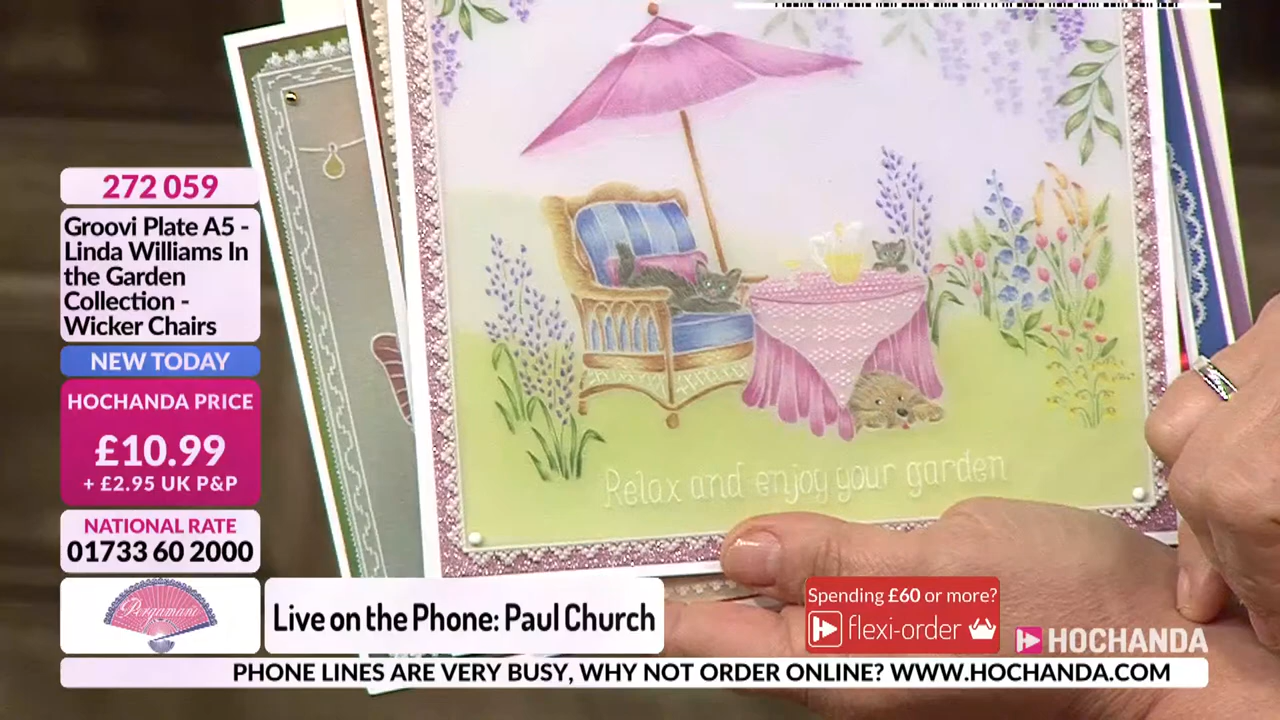 272 059
Groovi Plate A5 -
Linda Williams In
the Garden
Collection -
Wicker Chairs
NEW TODAY
HOCHANDA PRICE
£10.99
+ £2.95 UK P&P
NATIONAL RATE
01733 60 2000
Pergamano
Live on the Phone: Paul Church
Relax and enjoy your garden
Spending £60 or more?
flexi-order
HOCHANDA
PHONE LINES ARE VERY BUSY, WHY NOT ORDER ONLINE? WWW.HOCHANDA.COM